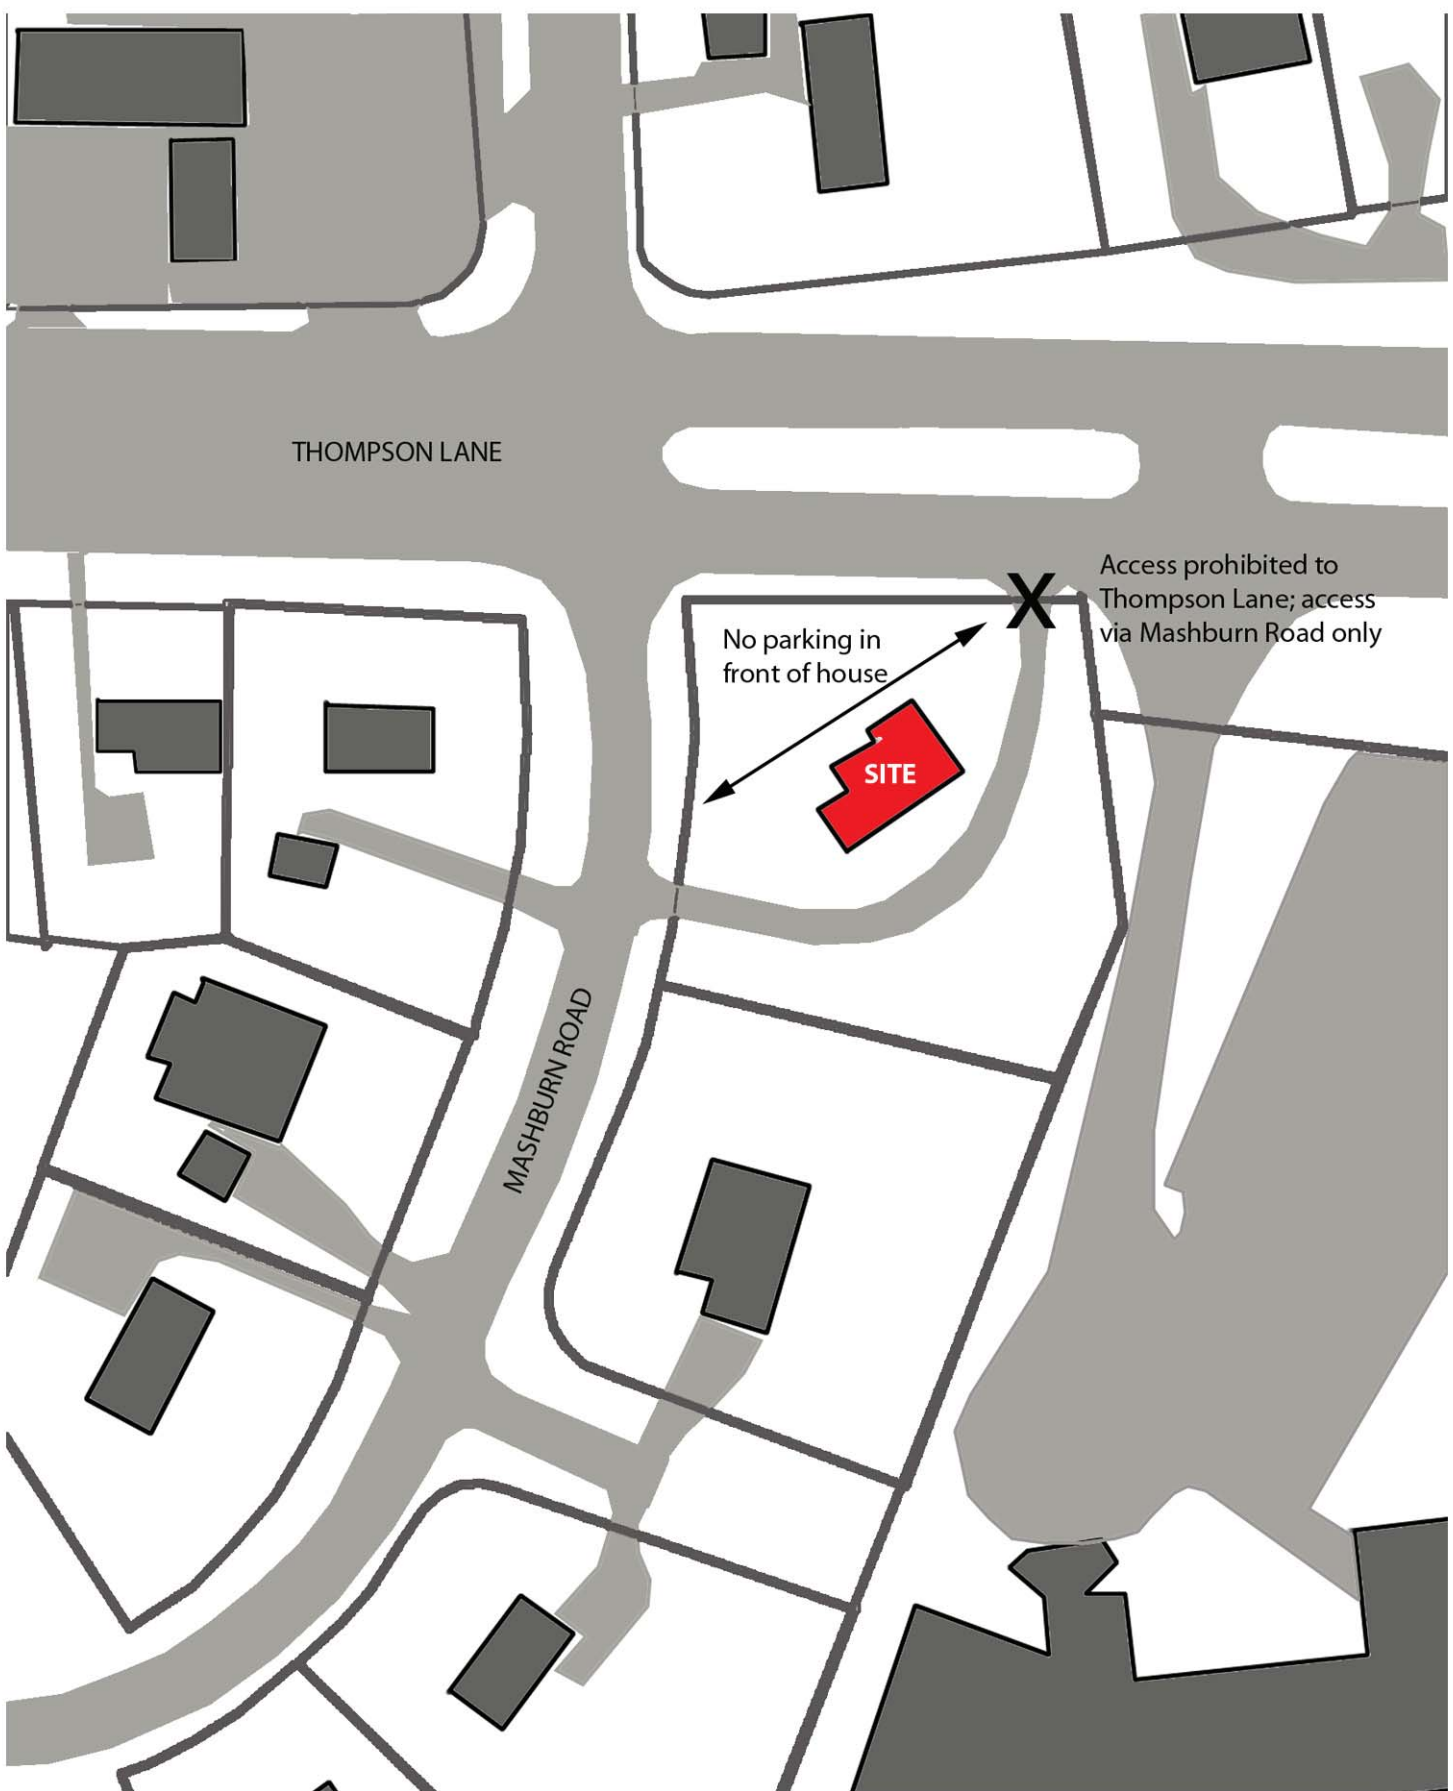 THOMPSON LANE
Access prohibited to
Thompson Lane; access
via Mashburn Road only
No parking in
front of house
SITE
X
MASHBURN ROAD